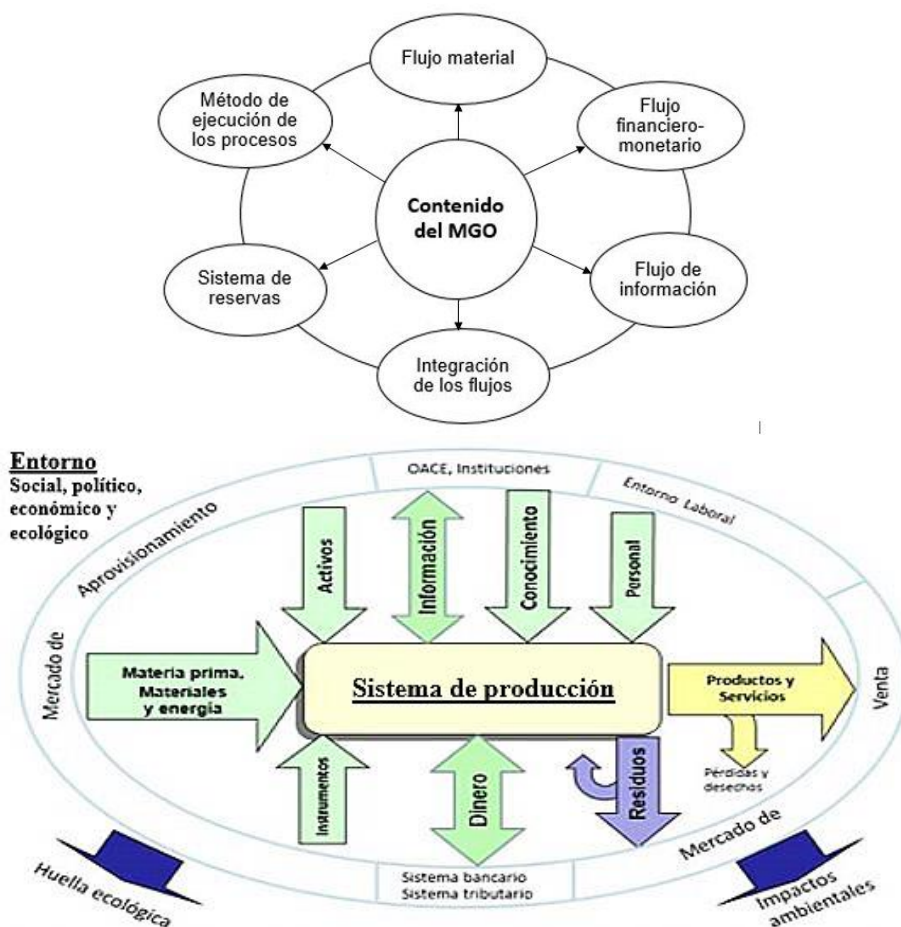 Flujo material
Método de
ejecución de
los procesos
Flujo
financiero-
monetario
Contenido
del MGO
Sistema de
reservas
Flujo de
información
Integración
de los flujos
Entorno
Social, político,
económico y
ecológico
OACE, Instituciones
Entorno Laboral
Mercado de
Aprovisionamiento
Activos
Información
Conocimiento
Personal
Materia prima,
Materiales
y energía
Sistema de producción
Productos y
Servicios
Pérdidas y
desechos
Instrumentos
Dinero
Residuos
Mercado de
Venta
Sistema bancario
Sistema tributario
Huella ecológica
Impactos
ambientales